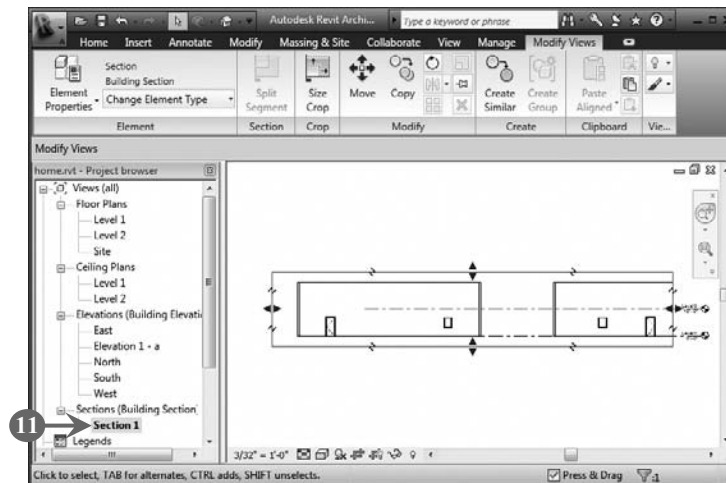 Autodesk Revit Archi... Type a keyword or phrase
Home Insert Annotate Modify Massing & Site Collaborate View Manage Modify Views
Section
Building Section
Element Properties Change Element Type
Split Segment
Size Crop
Move Copy
Create Similar
Create Group
Paste Aligned
Element Section Crop Modify Create Clipboard Vie...
Modify Views
home.rvt - Project browser
Views (all)
Floor Plans
Level 1
Level 2
Site
Ceiling Plans
Level 1
Level 2
Elevations (Building Elevati
East
Elevation 1 - a
North
South
West
Sections (Building Section
11 Section 1
Legends
3/32" = 1'-0"
Click to select, TAB for alternates, CTRL adds, SHIFT unselects. Press & Drag :1